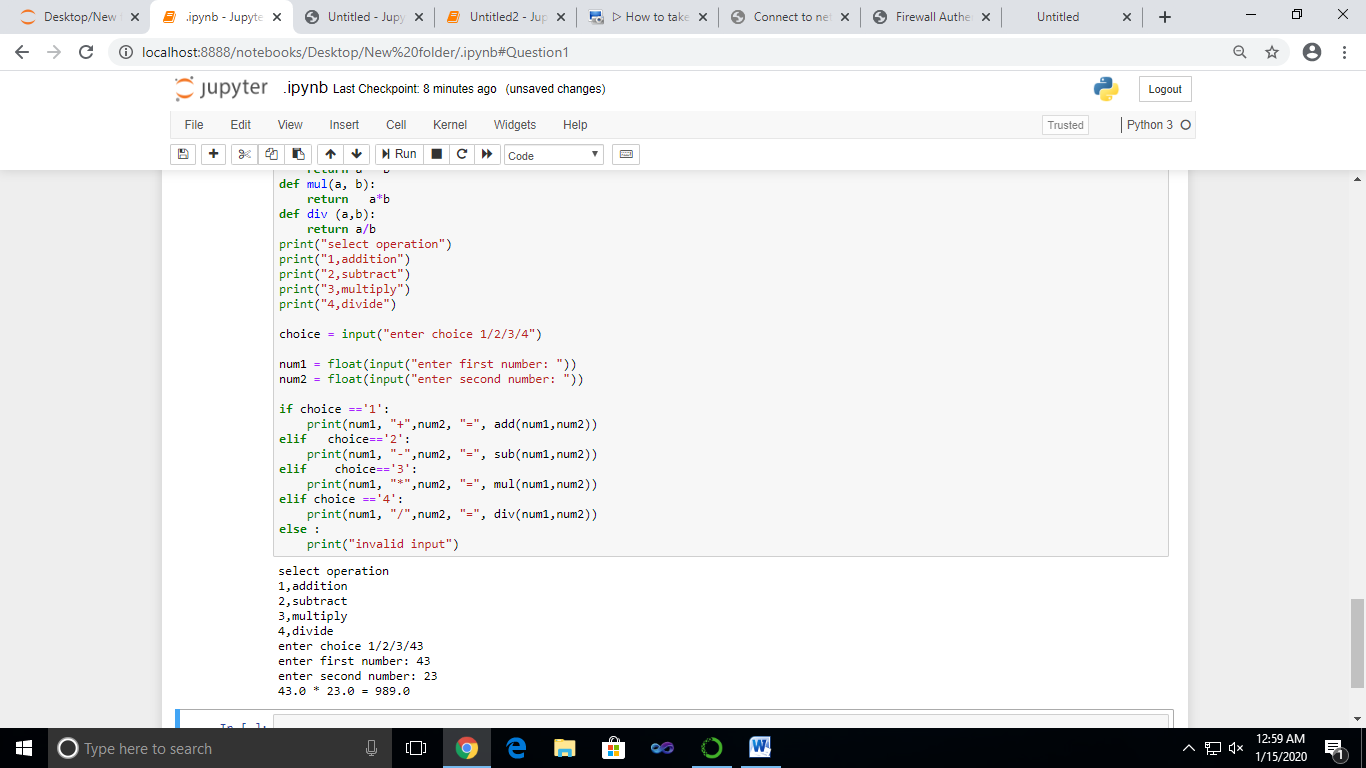 Desktop/New
.ipynb - Jupyte
Untitled - Jupy
Untitled2 - Jup
▷ How to take
Connect to net
Firewall Authe
Untitled
localhost:8888/notebooks/Desktop/New%20folder/.ipynb#Question1
jupyter .ipynb Last Checkpoint: 8 minutes ago (unsaved changes)
Logout
File Edit View Insert Cell Kernel Widgets Help
Trusted
Python 3
Run
Code
def mul(a, b):
    return   a*b
def div (a,b):
    return a/b
print("select operation")
print("1,addition")
print("2,subtract")
print("3,multiply")
print("4,divide")
choice = input("enter choice 1/2/3/4")
num1 = float(input("enter first number: "))
num2 = float(input("enter second number: "))
if choice =='1':
    print(num1, "+",num2, "=", add(num1,num2))
elif   choice=='2':
    print(num1, "-",num2, "=", sub(num1,num2))
elif    choice=='3':
    print(num1, "*",num2, "=", mul(num1,num2))
elif choice =='4':
    print(num1, "/",num2, "=", div(num1,num2))
else :
    print("invalid input")
select operation
1,addition
2,subtract
3,multiply
4,divide
enter choice 1/2/3/43
enter first number: 43
enter second number: 23
43.0 * 23.0 = 989.0
In [ ]:
Type here to search
12:59 AM
1/15/2020
1